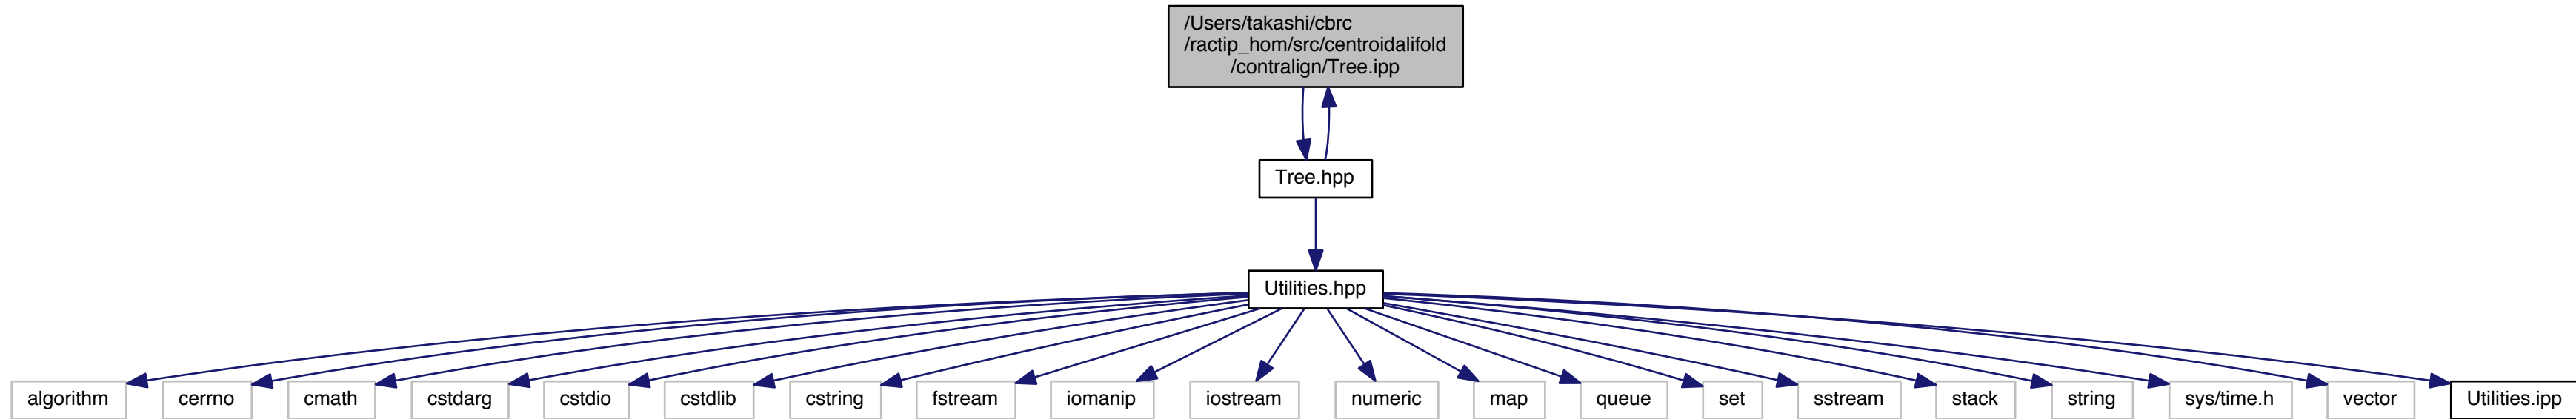 /Users/takashi/cbrc
/ractip_hom/src/centroidalifold
/contralign/Tree.ipp
Tree.hpp
Utilities.hpp
algorithm
cerrno
cmath
cstdarg
cstdio
cstdlib
cstring
fstream
iomanip
iostream
numeric
map
queue
set
sstream
stack
string
sys/time.h
vector
Utilities.ipp